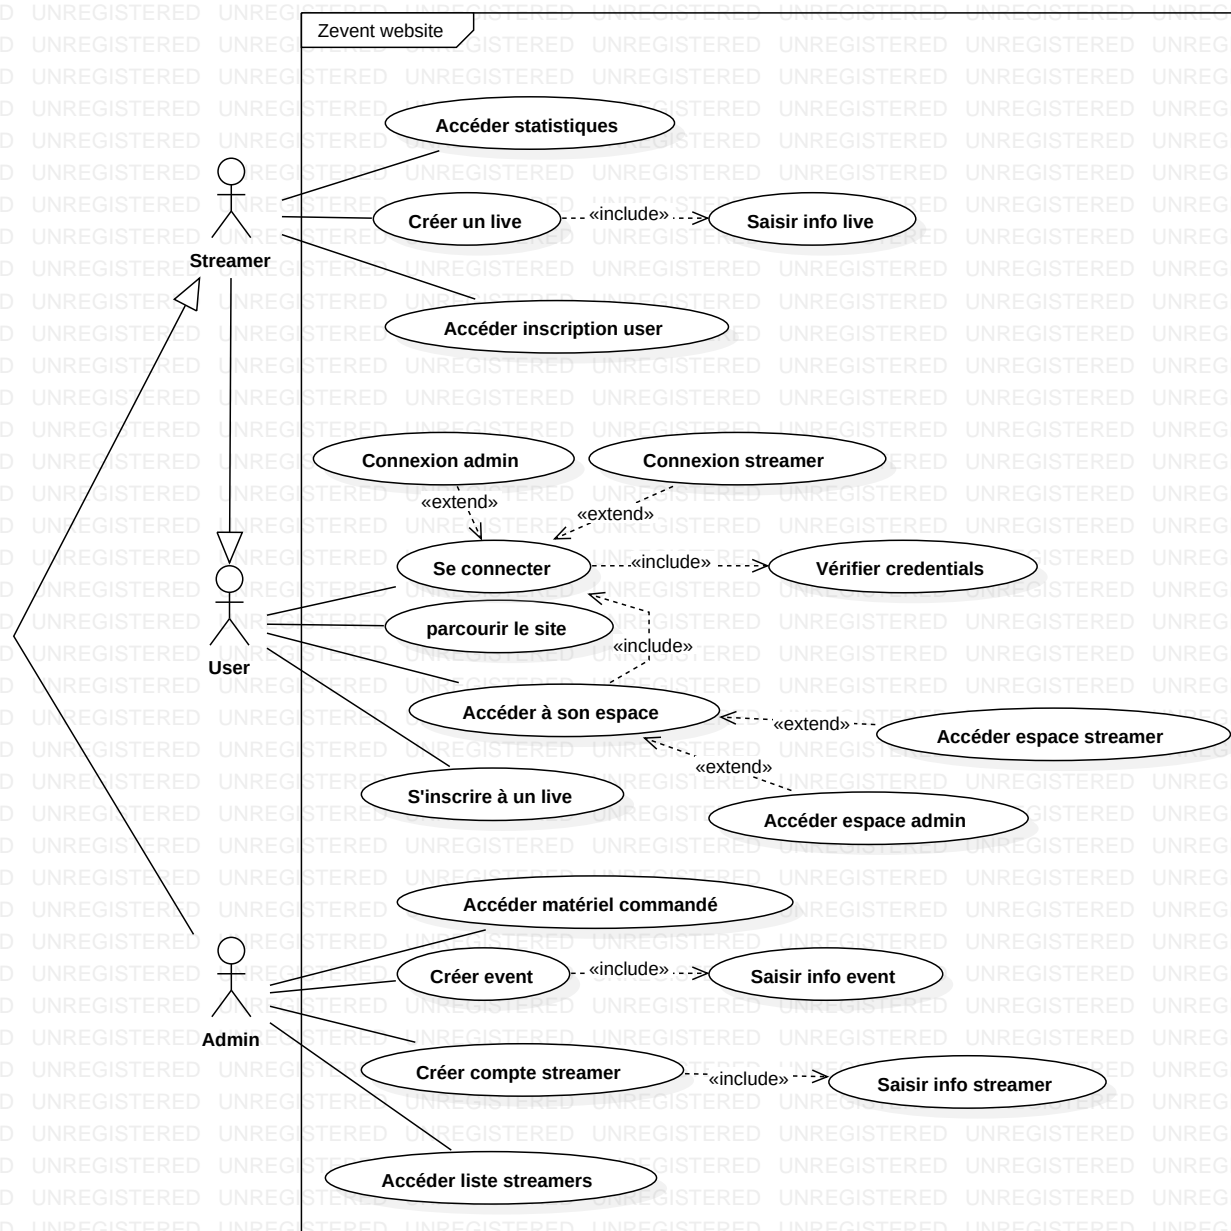 Zevent website
Accéder statistiques
Créer un live
«include»
Saisir info live
Streamer
Accéder inscription user
Connexion admin
Connexion streamer
«extend»
«extend»
Se connecter
«include»
Vérifier credentials
parcourir le site
«include»
User
Accéder à son espace
«extend»
Accéder espace streamer
«extend»
S'inscrire à un live
Accéder espace admin
Accéder matériel commandé
Créer event
«include»
Saisir info event
Admin
Créer compte streamer
«include»
Saisir info streamer
Accéder liste streamers
UNREGISTERED